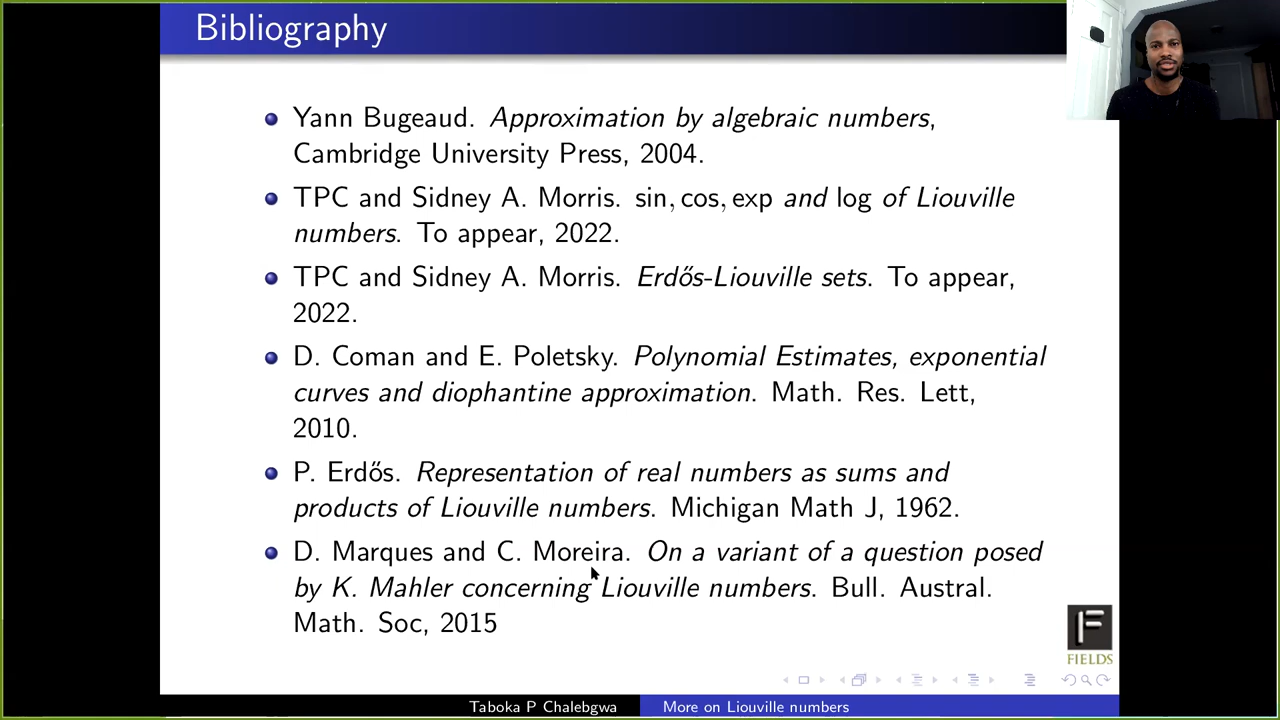 Bibliography
Yann Bugeaud. Approximation by algebraic numbers,
Cambridge University Press, 2004.
TPC and Sidney A. Morris. sin, cos, exp and log of Liouville
numbers. To appear, 2022.
TPC and Sidney A. Morris. Erdős-Liouville sets. To appear,
2022.
D. Coman and E. Poletsky. Polynomial Estimates, exponential
curves and diophantine approximation. Math. Res. Lett,
2010.
P. Erdős. Representation of real numbers as sums and
products of Liouville numbers. Michigan Math J, 1962.
D. Marques and C. Moreira. On a variant of a question posed
by K. Mahler concerning Liouville numbers. Bull. Austral.
Math. Soc, 2015
FIELDS
Taboka P Chalebgwa More on Liouville numbers